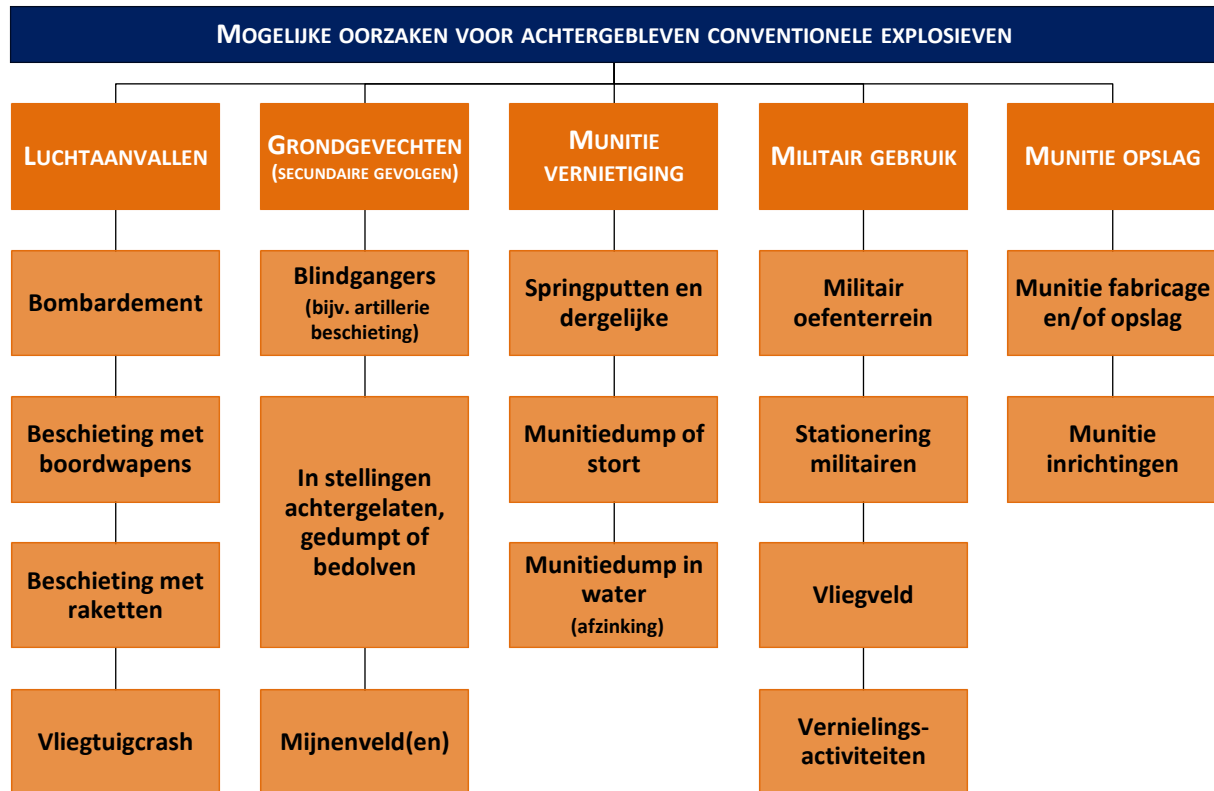 MOGELIJKE OORZAKEN VOOR ACHTERGEBLEVEN CONVENTIONELE EXPLOSIEVEN
LUCHTAANVALLEN
GRONDGEVECHTEN
(SECUNDAIRE GEVOLGEN)
MUNITIE
VERNIETIGING
MILITAIR GEBRUIK
MUNITIE OPSLAG
Bombardement
Blindgangers
(bijv. artillerie
beschieting)
Springputten en
dergelijke
Militair
oefenterrein
Munitie fabricage
en/of opslag
Beschieting met
boordwapens
In stellingen
achtergelaten,
gedumpt of
bedolven
Munitiedump of
stort
Stationering
militairen
Munitie
inrichtingen
Beschieting met
raketten
Munitiedump in
water
(afzinking)
Vliegveld
Vliegtuigcrash
Mijnenveld(en)
Vernielings-
activiteiten